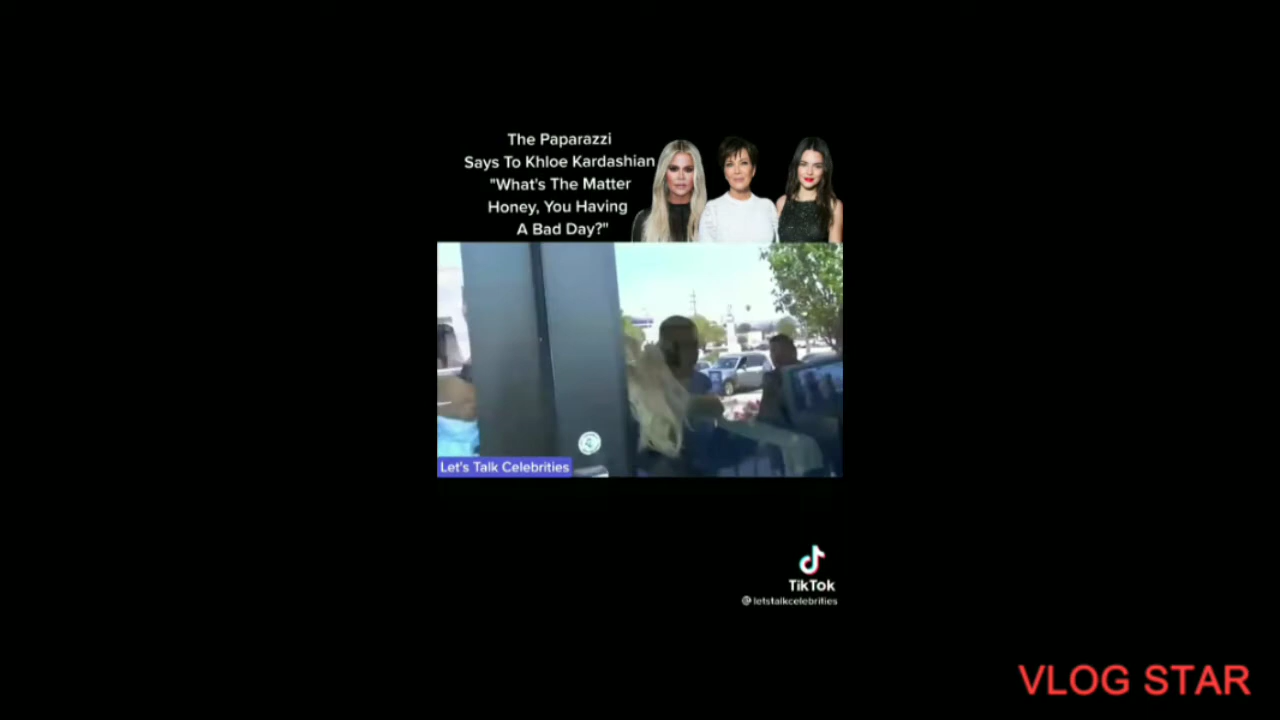 The Paparazzi
Says To Khloe Kardashian
"What's The Matter
Honey, You Having
A Bad Day?"
Let's Talk Celebrities
TikTok
@letstalkcelebrities
VLOG STAR